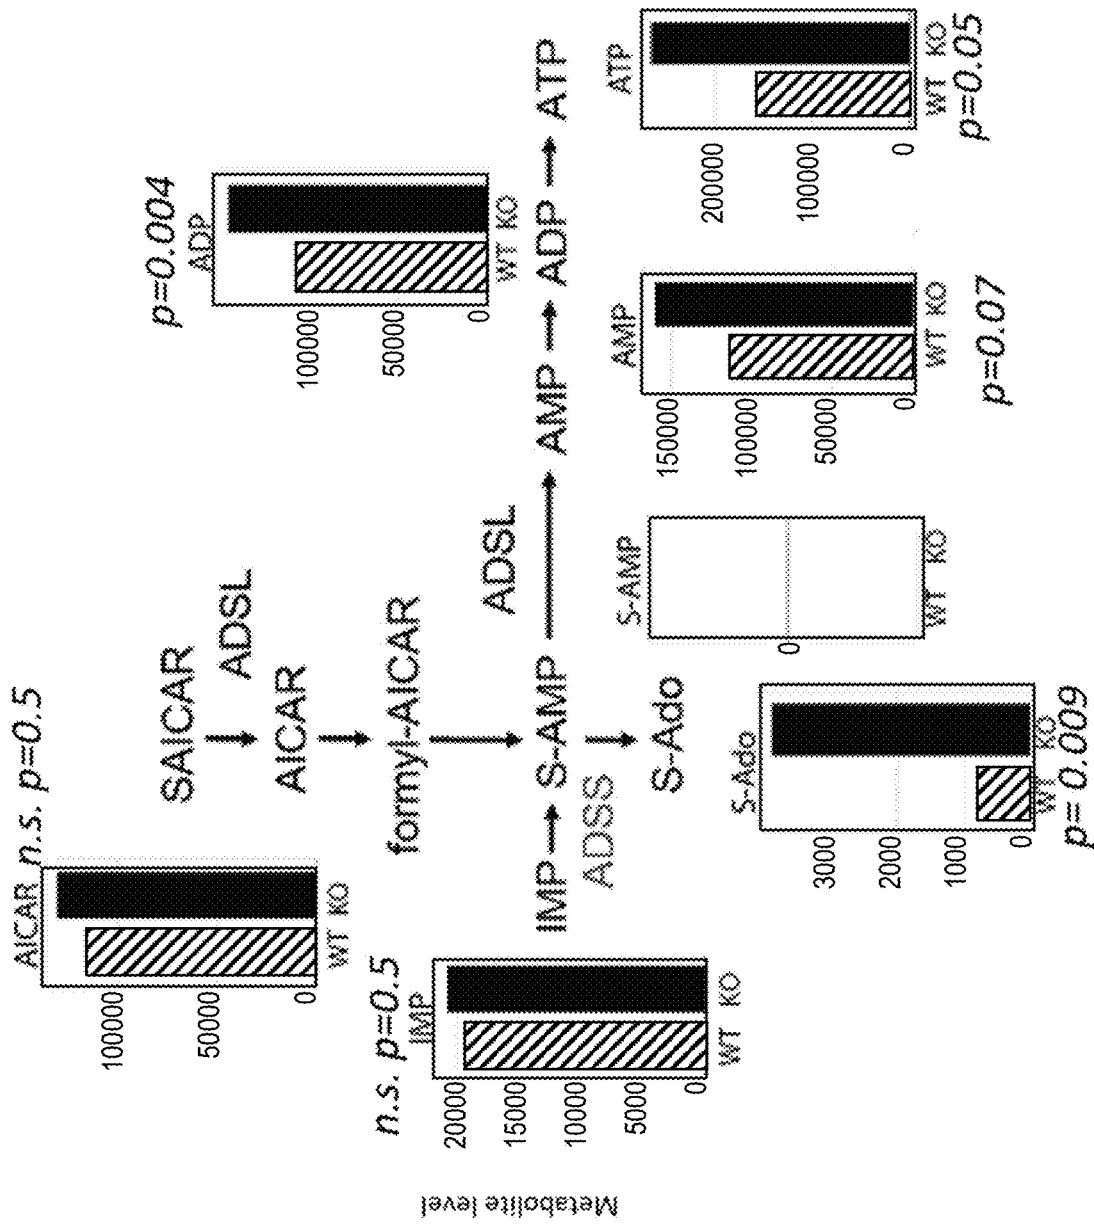 Metabolite level
AICAR n.s. p=0.5
100000
50000
0
WT KO
n.s. p=0.5
IMP
20000
15000
10000
5000
0
WT KO
SAICAR
ADSL
AICAR
formyl-AICAR
ADSL
IMP S-AMP AMP ADP ATP
ADSS
S-Ado
p=0.004
ADP
100000
50000
0
WT KO
S-Ado
3000
2000
1000
0
WT KO
p= 0.009
S-AMP
0
WT KO
AMP
150000
100000
50000
0
WT KO
p=0.07
ATP
200000
100000
0
WT KO
p=0.05